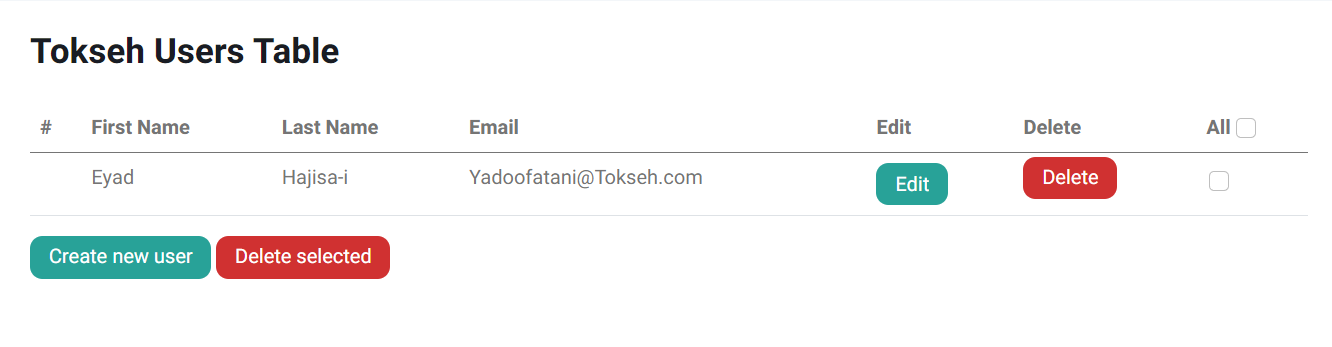 Tokseh Users Table
# First Name Last Name Email Edit Delete All
Eyad Hajisa-i Yadoofatani@Tokseh.com Edit Delete
Create new user Delete selected